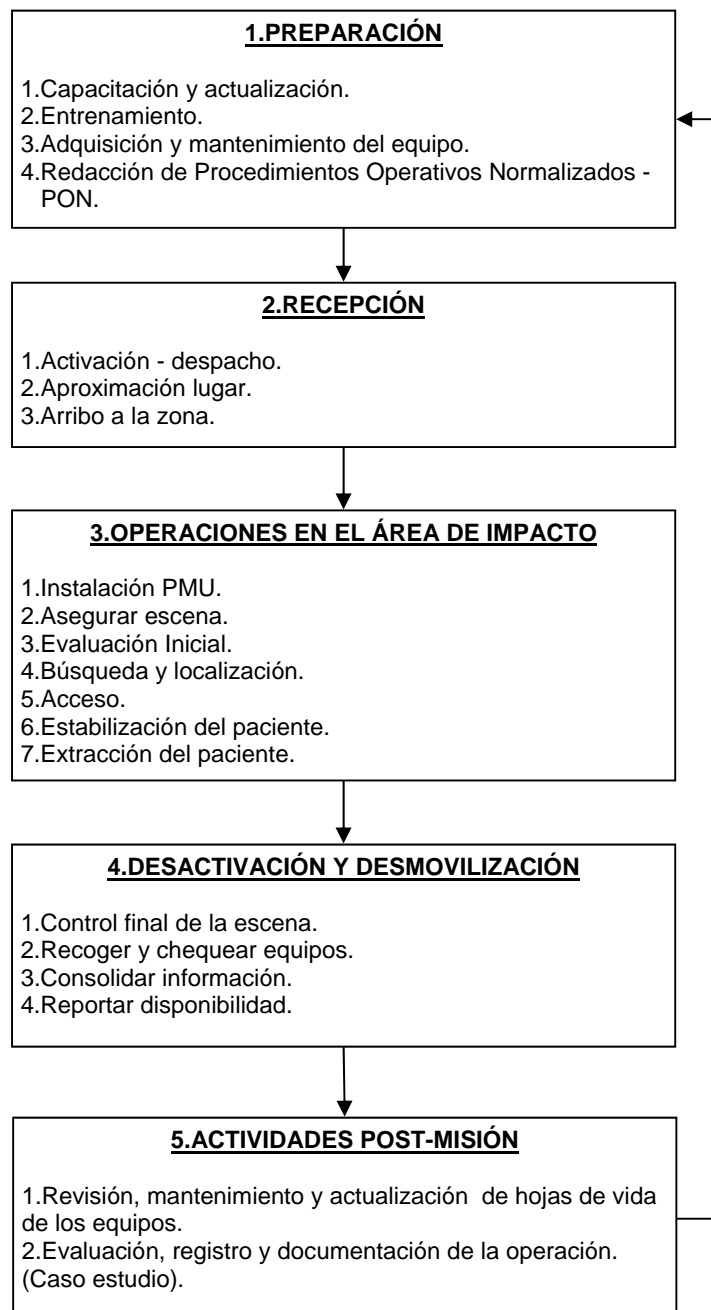 1.PREPARACIÓN
1.Capacitación y actualización.
2.Entrenamiento.
3.Adquisición y mantenimiento del equipo.
4.Redacción de Procedimientos Operativos Normalizados -
PON.
2.RECEPCIÓN
1.Activación - despacho.
2.Aproximación lugar.
3.Arribo a la zona.
3.OPERACIONES EN EL ÁREA DE IMPACTO
1.Instalación PMU.
2.Asegurar escena.
3.Evaluación Inicial.
4.Búsqueda y localización.
5.Acceso.
6.Estabilización del paciente.
7.Extracción del paciente.
4.DESACTIVACIÓN Y DESMOVILIZACIÓN
1.Control final de la escena.
2.Recoger y chequear equipos.
3.Consolidar información.
4.Reportar disponibilidad.
5.ACTIVIDADES POST-MISIÓN
1.Revisión, mantenimiento y actualización  de hojas de vida
de los equipos.
2.Evaluación, registro y documentación de la operación.
(Caso estudio).